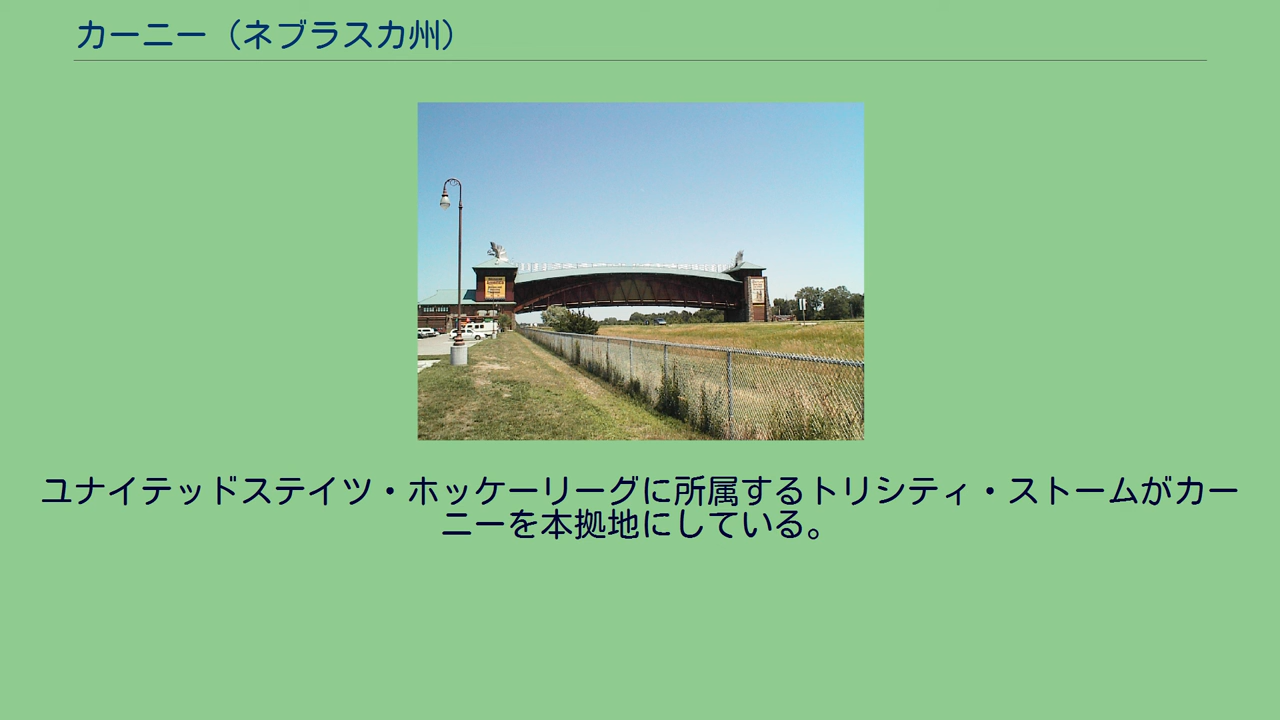 カーニー（ネブラスカ州）
ユナイテッドステイツ・ホッケーリーグに所属するトリシティ・ストームがカー
ニーを本拠地にしている。